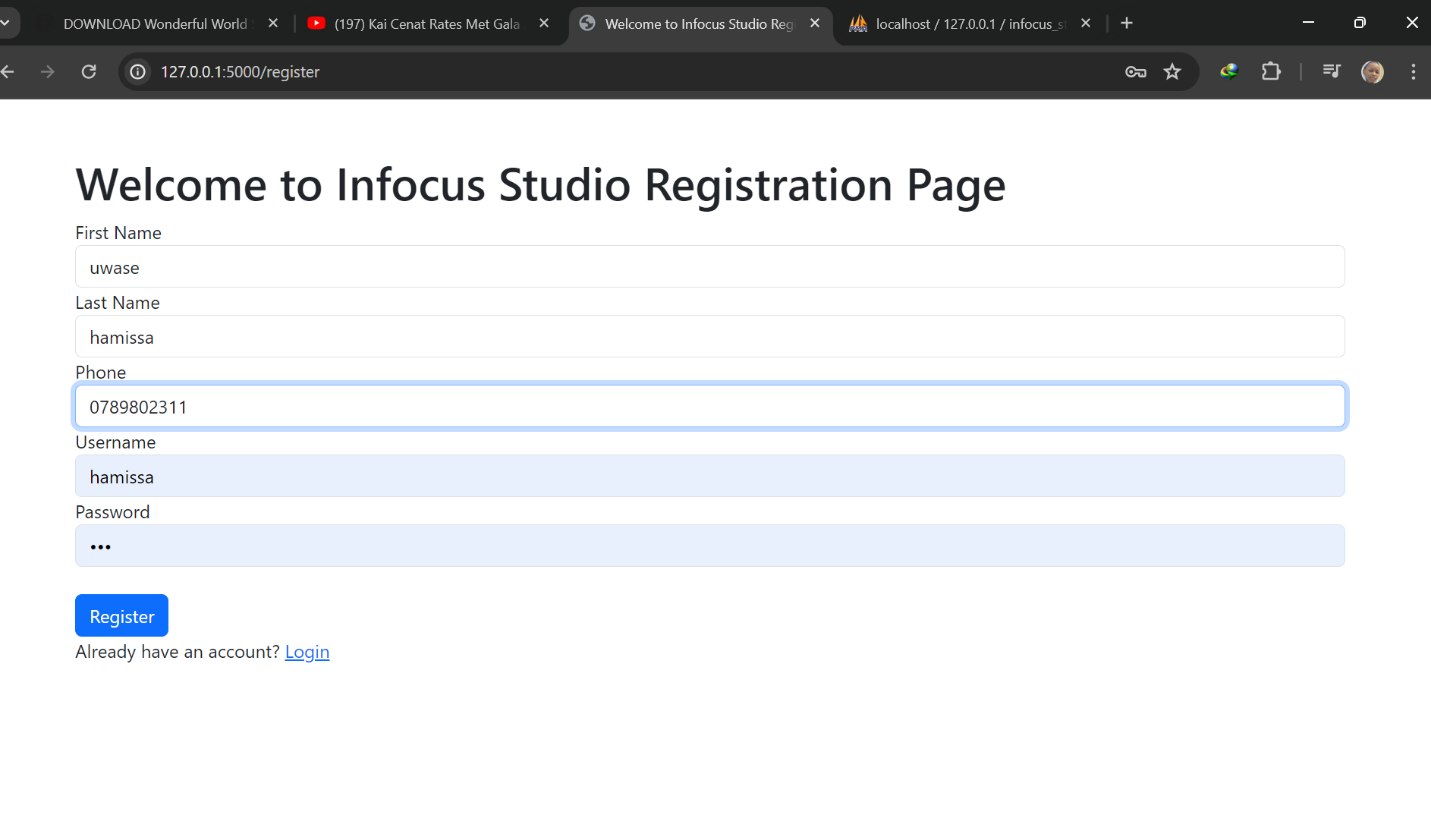 DOWNLOAD Wonderful World
(197) Kai Cenat Rates Met Gala
Welcome to Infocus Studio Reg
localhost / 127.0.0.1 / infocus_s
127.0.0.1:5000/register
Welcome to Infocus Studio Registration Page
First Name
uwase
Last Name
hamissa
Phone
0789802311
Username
hamissa
Password
•••
Register
Already have an account? Login